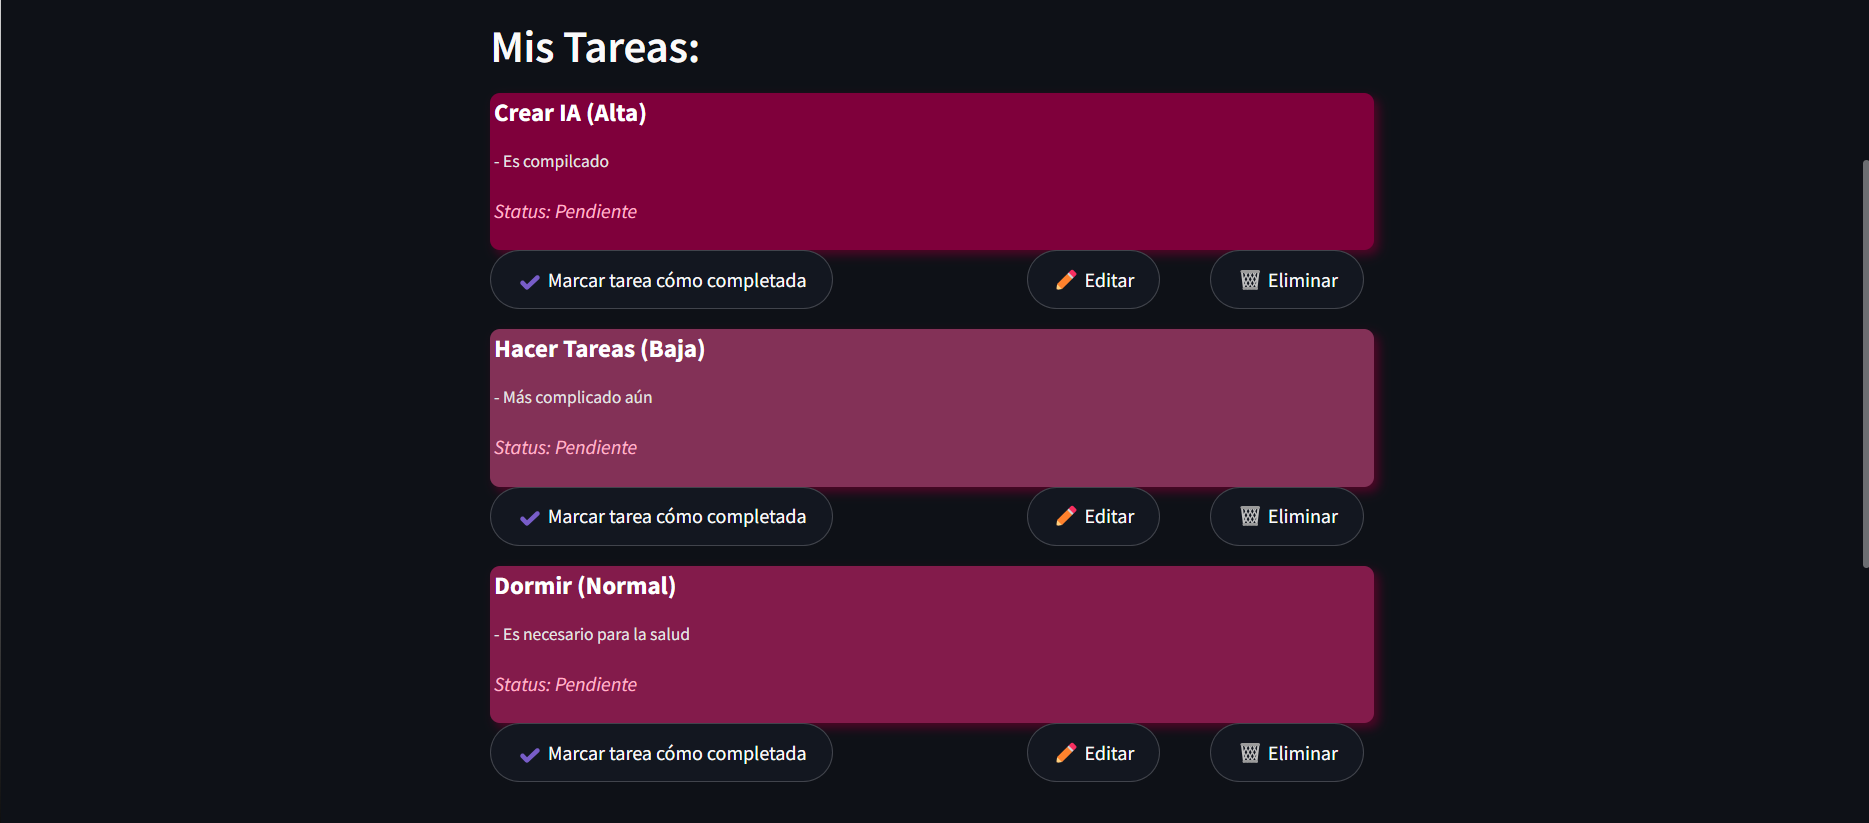 Mis Tareas:
Crear IA (Alta)
- Es compilcado
Status: Pendiente
Marcar tarea cómo completada
Editar
Eliminar
Hacer Tareas (Baja)
- Más complicado aún
Status: Pendiente
Marcar tarea cómo completada
Editar
Eliminar
Dormir (Normal)
- Es necesario para la salud
Status: Pendiente
Marcar tarea cómo completada
Editar
Eliminar